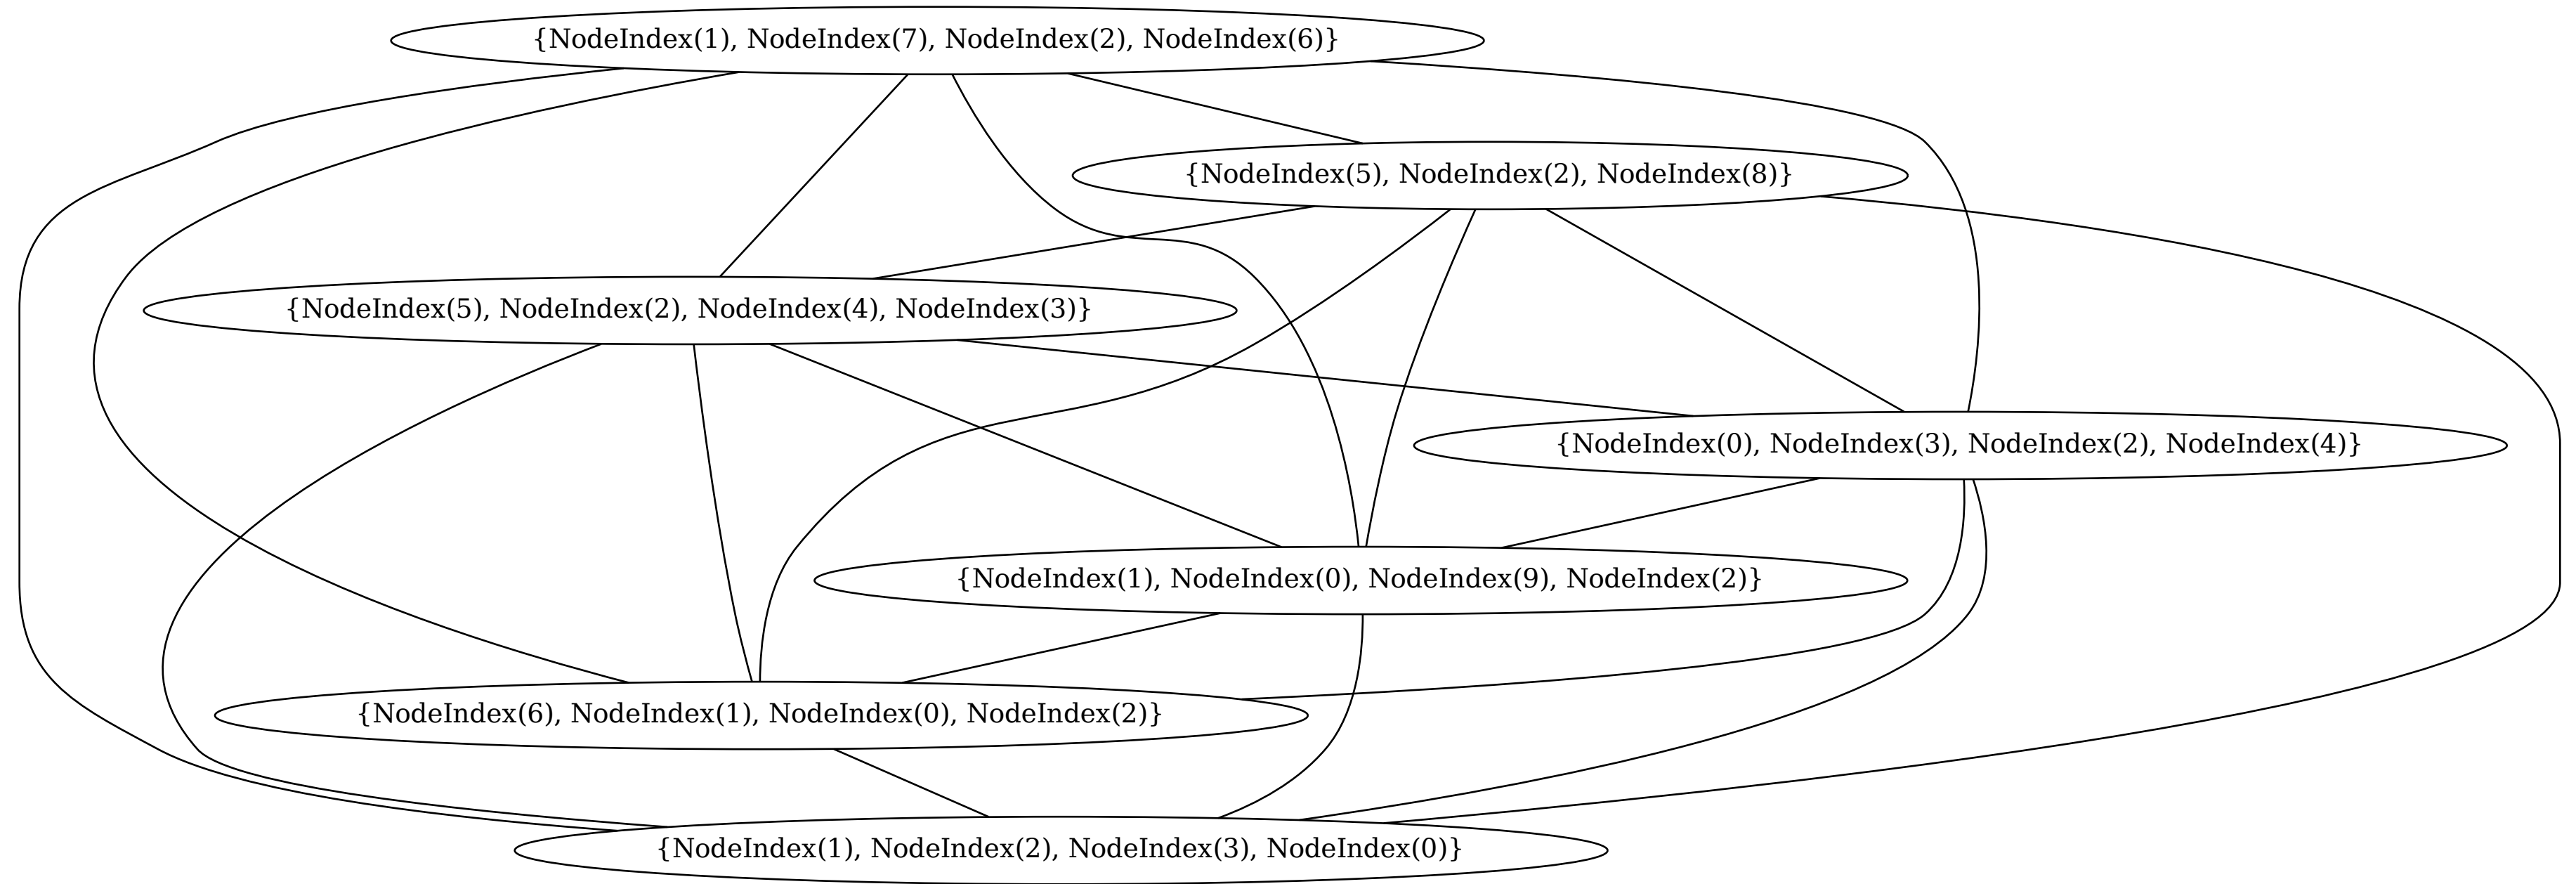 {NodeIndex(1), NodeIndex(7), NodeIndex(2), NodeIndex(6)}
{NodeIndex(5), NodeIndex(2), NodeIndex(8)}
{NodeIndex(5), NodeIndex(2), NodeIndex(4), NodeIndex(3)}
{NodeIndex(0), NodeIndex(3), NodeIndex(2), NodeIndex(4)}
{NodeIndex(1), NodeIndex(0), NodeIndex(9), NodeIndex(2)}
{NodeIndex(6), NodeIndex(1), NodeIndex(0), NodeIndex(2)}
{NodeIndex(1), NodeIndex(2), NodeIndex(3), NodeIndex(0)}